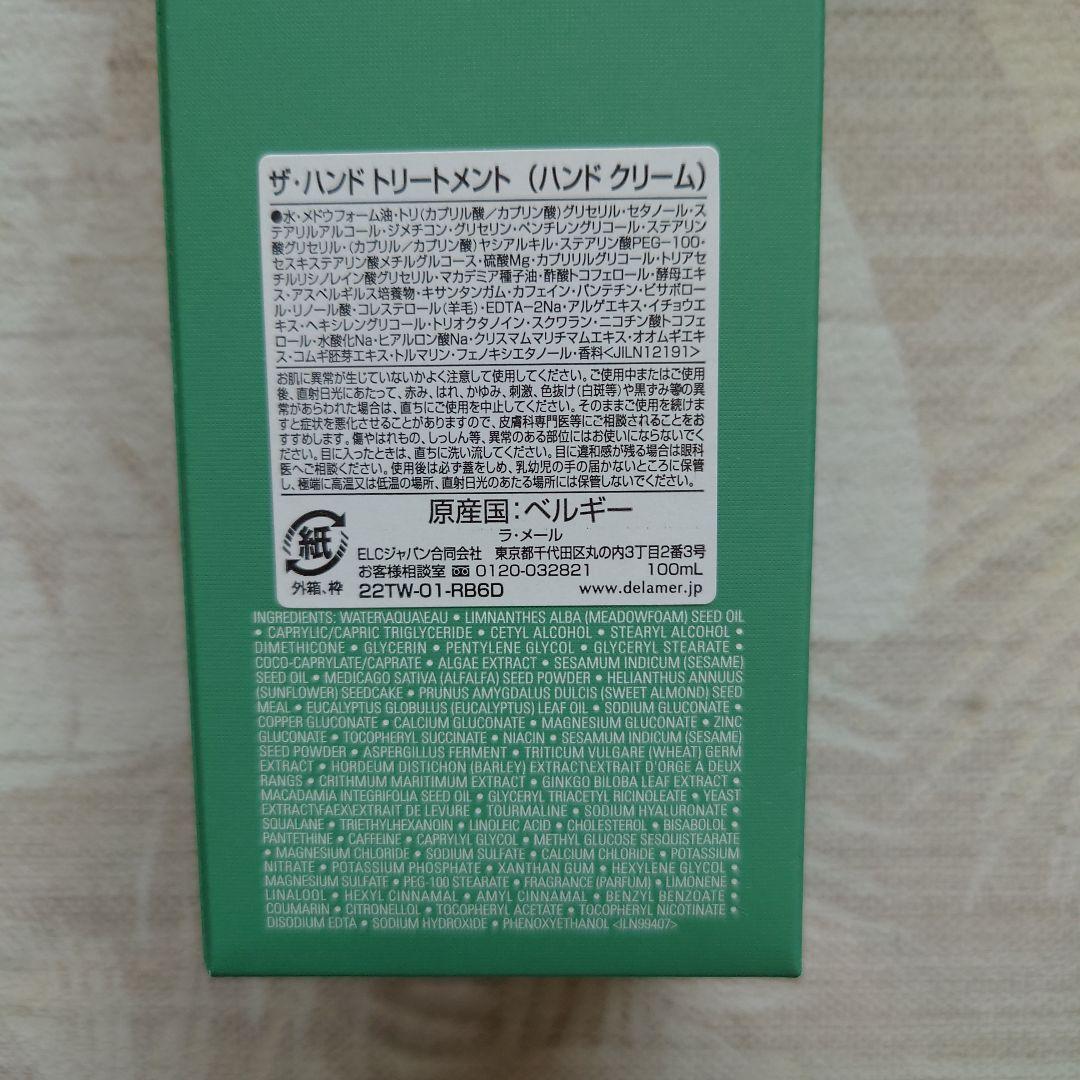 ザ・ハンド トリートメント（ハンド クリーム）
●水・メドウフォーム油・トリ(カプリル酸／カプリン酸)グリセリル・セタノール・ス
テアリルアルコール・ジメチコン・グリセリン・ペンチレングリコール・ステアリン
酸グリセリル・(カプリル／カプリン酸)ヤシアルキル・ステアリン酸PEG-100・
セスキステアリン酸メチルグルコース・硫酸Mg・カプリリルグリコール・トリアセ
チルリシノレイン酸グリセリル・マカデミア種子油・酢酸トコフェロール・酵母エキ
ス・アスペルギルス培養物・キサンタンガム・カフェイン・パンテチン・ビサボロー
ル・リノール酸・コレステロール(羊毛)・EDTA-2Na・アルゲエキス・イチョウエ
キス・ヘキシレングリコール・トリオクタノイン・スクワラン・ニコチン酸トコフェ
ロール・水酸化Na・ヒアルロン酸Na・クリスマムマリチマムエキス・オオムギエキ
ス・コムギ胚芽エキス・トルマリン・フェノキシエタノール・香料<JILN12191>
お肌に異常が生じていないかよく注意して使用してください。ご使用中またはご使用
後、直射日光にあたって、赤み、はれ、かゆみ、刺激、色抜け(白斑等)や黒ずみ等の異
常があらわれた場合は、直ちにご使用を中止してください。そのままご使用を続けま
すと症状を悪化させることがありますので、皮膚科専門医等にご相談されることをお
すすめします。傷やはれもの、しっしん等、異常のある部位にはお使いにならないでく
ださい。目に入ったときは、直ちに洗い流してください。目に違和感が残る場合は眼科
医へご相談ください。使用後は必ず蓋をしめ、乳幼児の手の届かないところに保管
し、極端に高温又は低温の場所、直射日光のあたる場所には保管しないでください。
原産国：ベルギー
ラ・メール
紙
外箱、枠
ELCジャパン合同会社 東京都千代田区丸の内3丁目2番3号
お客様相談室 0120-032821 100mL
22TW-01-RB6D www.delamer.jp
INGREDIENTS: WATER\AQUA\EAU • LIMNANTHES ALBA (MEADOWFOAM) SEED OIL
• CAPRYLIC/CAPRIC TRIGLYCERIDE • CETYL ALCOHOL • STEARYL ALCOHOL •
DIMETHICONE • GLYCERIN • PENTYLENE GLYCOL • GLYCERYL STEARATE •
COCO-CAPRYLATE/CAPRATE • ALGAE EXTRACT • SESAMUM INDICUM (SESAME)
SEED OIL • MEDICAGO SATIVA (ALFALFA) SEED POWDER • HELIANTHUS ANNUUS
(SUNFLOWER) SEEDCAKE • PRUNUS AMYGDALUS DULCIS (SWEET ALMOND) SEED
MEAL • EUCALYPTUS GLOBULUS (EUCALYPTUS) LEAF OIL • SODIUM GLUCONATE •
COPPER GLUCONATE • CALCIUM GLUCONATE • MAGNESIUM GLUCONATE • ZINC
GLUCONATE • TOCOPHERYL SUCCINATE • NIACIN • SESAMUM INDICUM (SESAME)
SEED POWDER • ASPERGILLUS FERMENT • TRITICUM VULGARE (WHEAT) GERM
EXTRACT • HORDEUM DISTICHON (BARLEY) EXTRACT\EXTRAIT D'ORGE A DEUX
RANGS • CRITHMUM MARITIMUM EXTRACT • GINKGO BILOBA LEAF EXTRACT •
MACADAMIA INTEGRIFOLIA SEED OIL • GLYCERYL TRIACETYL RICINOLEATE • YEAST
EXTRACT\FAEX\EXTRAIT DE LEVURE • TOURMALINE • SODIUM HYALURONATE •
SQUALANE • TRIETHYLHEXANOIN • LINOLEIC ACID • CHOLESTEROL • BISABOLOL •
PANTETHINE • CAFFEINE • CAPRYLYL GLYCOL • METHYL GLUCOSE SESQUISTEARATE
• MAGNESIUM CHLORIDE • SODIUM SULFATE • CALCIUM CHLORIDE • POTASSIUM
NITRATE • POTASSIUM PHOSPHATE • XANTHAN GUM • HEXYLENE GLYCOL •
MAGNESIUM SULFATE • PEG-100 STEARATE • FRAGRANCE (PARFUM) • LIMONENE •
LINALOOL • HEXYL CINNAMAL • AMYL CINNAMAL • BENZYL BENZOATE •
COUMARIN • CITRONELLOL • TOCOPHERYL ACETATE • TOCOPHERYL NICOTINATE •
DISODIUM EDTA • SODIUM HYDROXIDE • PHENOXYETHANOL <ILN99407>